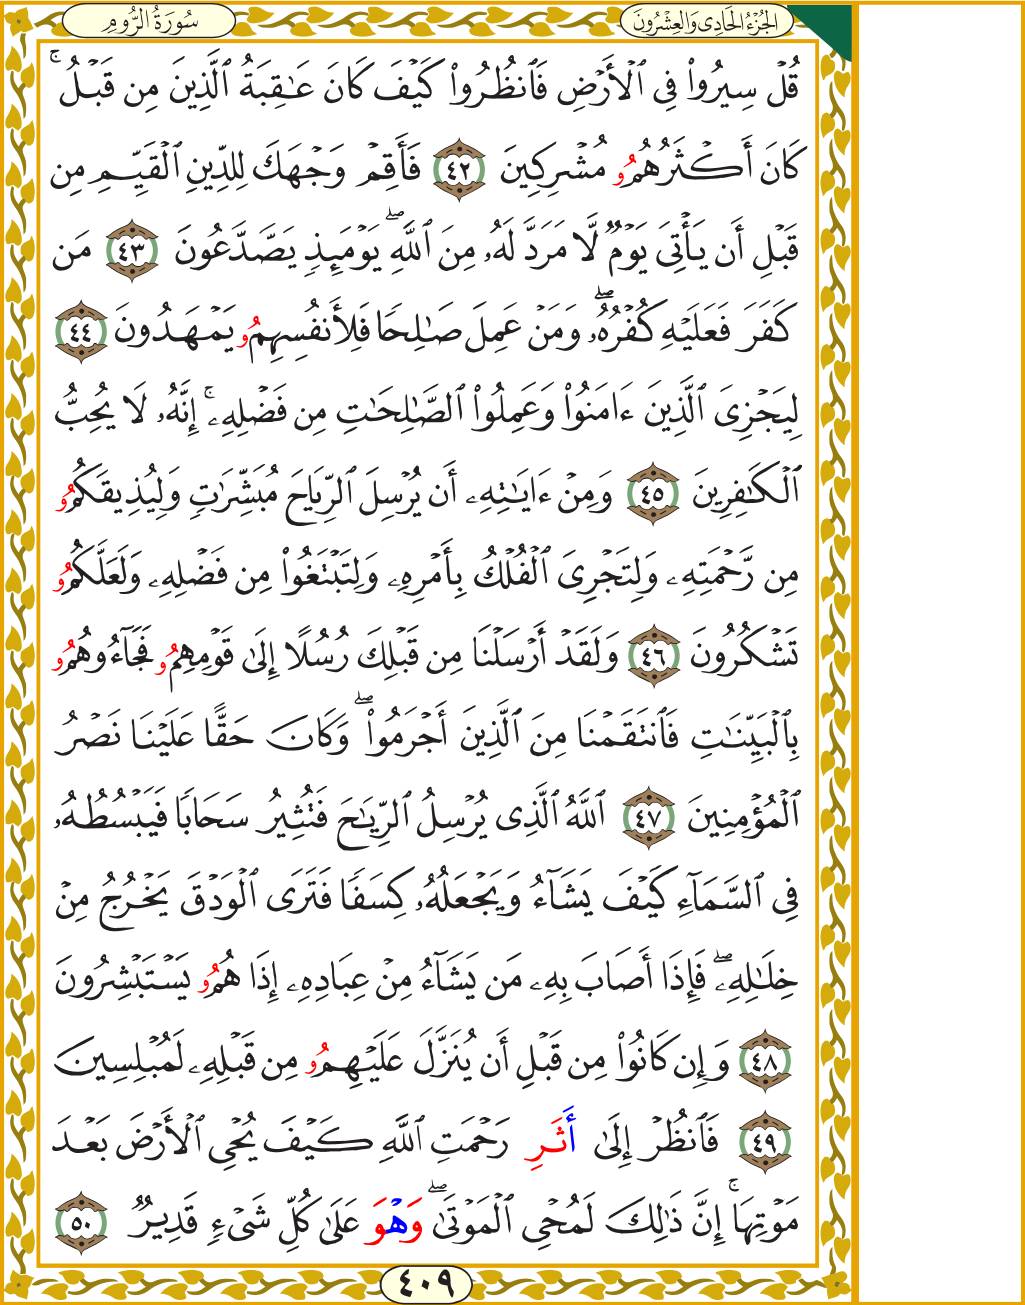 سُورَةُ الرُّومِ
الجُزْءُ الحَادِى وَالعِشْرُونَ
قُلۡ سِيرُواْ فِي ٱلۡأَرۡضِ فَٱنظُرُواْ كَيۡفَ كَانَ عَٰقِبَةُ ٱلَّذِينَ مِن قَبۡلُۚ
كَانَ أَكۡثَرُهُمُۥ مُشۡرِكِينَ ٤٢ فَأَقِمۡ وَجۡهَكَ لِلدِّينِ ٱلۡقَيِّمِ مِن
قَبۡلِ أَن يَأۡتِيَ يَوۡمٞ لَّا مَرَدَّ لَهُۥ مِنَ ٱللَّهِۖ يَوۡمَئِذٖ يَصَّدَّعُونَ ٤٣ مَن
كَفَرَ فَعَلَيۡهِ كُفۡرُهُۥۖ وَمَنۡ عَمِلَ صَٰلِحٗا فَلِأَنفُسِهِمُۥ يَمۡهَدُونَ ٤٤
لِيَجۡزِيَ ٱلَّذِينَ ءَامَنُواْ وَعَمِلُواْ ٱلصَّٰلِحَٰتِ مِن فَضۡلِهِۦۚ إِنَّهُۥ لَا يُحِبُّ
ٱلۡكَٰفِرِينَ ٤٥ وَمِنۡ ءَايَٰتِهِۦ أَن يُرۡسِلَ ٱلرِّيَاحَ مُبَشِّرَٰتٖ وَلِيُذِيقَكُمُۥ
مِن رَّحۡمَتِهِۦ وَلِتَجۡرِيَ ٱلۡفُلۡكُ بِأَمۡرِهِۦ وَلِتَبۡتَغُواْ مِن فَضۡلِهِۦ وَلَعَلَّكُمُۥ
تَشۡكُرُونَ ٤٦ وَلَقَدۡ أَرۡسَلۡنَا مِن قَبۡلِكَ رُسُلًا إِلَىٰ قَوۡمِهِمُۥ فَجَآءُوهُمُۥ
بِٱلۡبَيِّنَٰتِ فَٱنتَقَمۡنَا مِنَ ٱلَّذِينَ أَجۡرَمُواْۖ وَكَانَ حَقًّا عَلَيۡنَا نَصۡرُ
ٱلۡمُؤۡمِنِينَ ٤٧ ٱللَّهُ ٱلَّذِي يُرۡسِلُ ٱلرِّيَٰحَ فَتُثِيرُ سَحَابٗا فَيَبۡسُطُهُۥ
فِي ٱلسَّمَآءِ كَيۡفَ يَشَآءُ وَيَجۡعَلُهُۥ كِسَفٗا فَتَرَى ٱلۡوَدۡقَ يَخۡرُجُ مِنۡ
خِلَٰلِهِۦۖ فَإِذَا أَصَابَ بِهِۦ مَن يَشَآءُ مِنۡ عِبَادِهِۦ إِذَا هُمُۥ يَسۡتَبۡشِرُونَ
٤٨ وَإِن كَانُواْ مِن قَبۡلِ أَن يُنَزَّلَ عَلَيۡهِمُۥ مِن قَبۡلِهِۦ لَمُبۡلِسِينَ
٤٩ فَٱنظُرۡ إِلَىٰ أَثَرِ رَحۡمَتِ ٱللَّهِ كَيۡفَ يُحۡيِ ٱلۡأَرۡضَ بَعۡدَ
مَوۡتِهَاۚ إِنَّ ذَٰلِكَ لَمُحۡيِ ٱلۡمَوۡتَىٰۖ وَهۡوَ عَلَىٰ كُلِّ شَيۡءٖ قَدِيرٞ ٥٠
٤٠٩